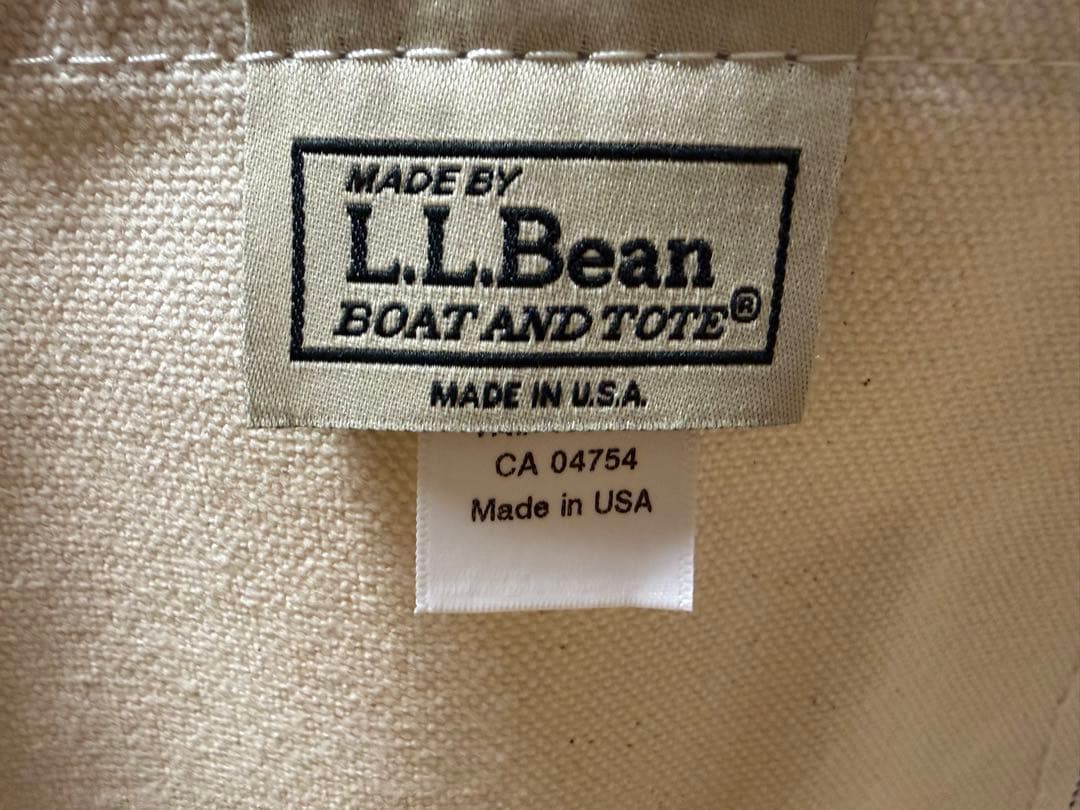 MADE BY
L.L.Bean
BOAT AND TOTE®
MADE IN U.S.A.
CA 04754
Made in USA